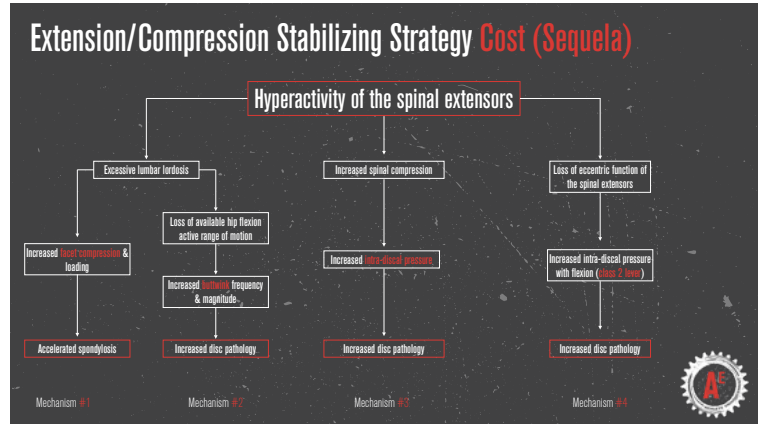 Extension/Compression Stabilizing Strategy Cost (Sequela)
Hyperactivity of the spinal extensors
Excessive lumbar lordosis
Increased spinal compression
Loss of eccentric function of
the spinal extensors
Loss of available hip flexion
active range of motion
Increased facet compression &
loading
Increased intra-discal pressure
Increased intra-discal pressure
with flexion (class 2 lever)
Increased buttwink frequency
& magnitude
Accelerated spondylosis
Increased disc pathology
Increased disc pathology
Increased disc pathology
Mechanism #1
Mechanism #2
Mechanism #3
Mechanism #4
AE